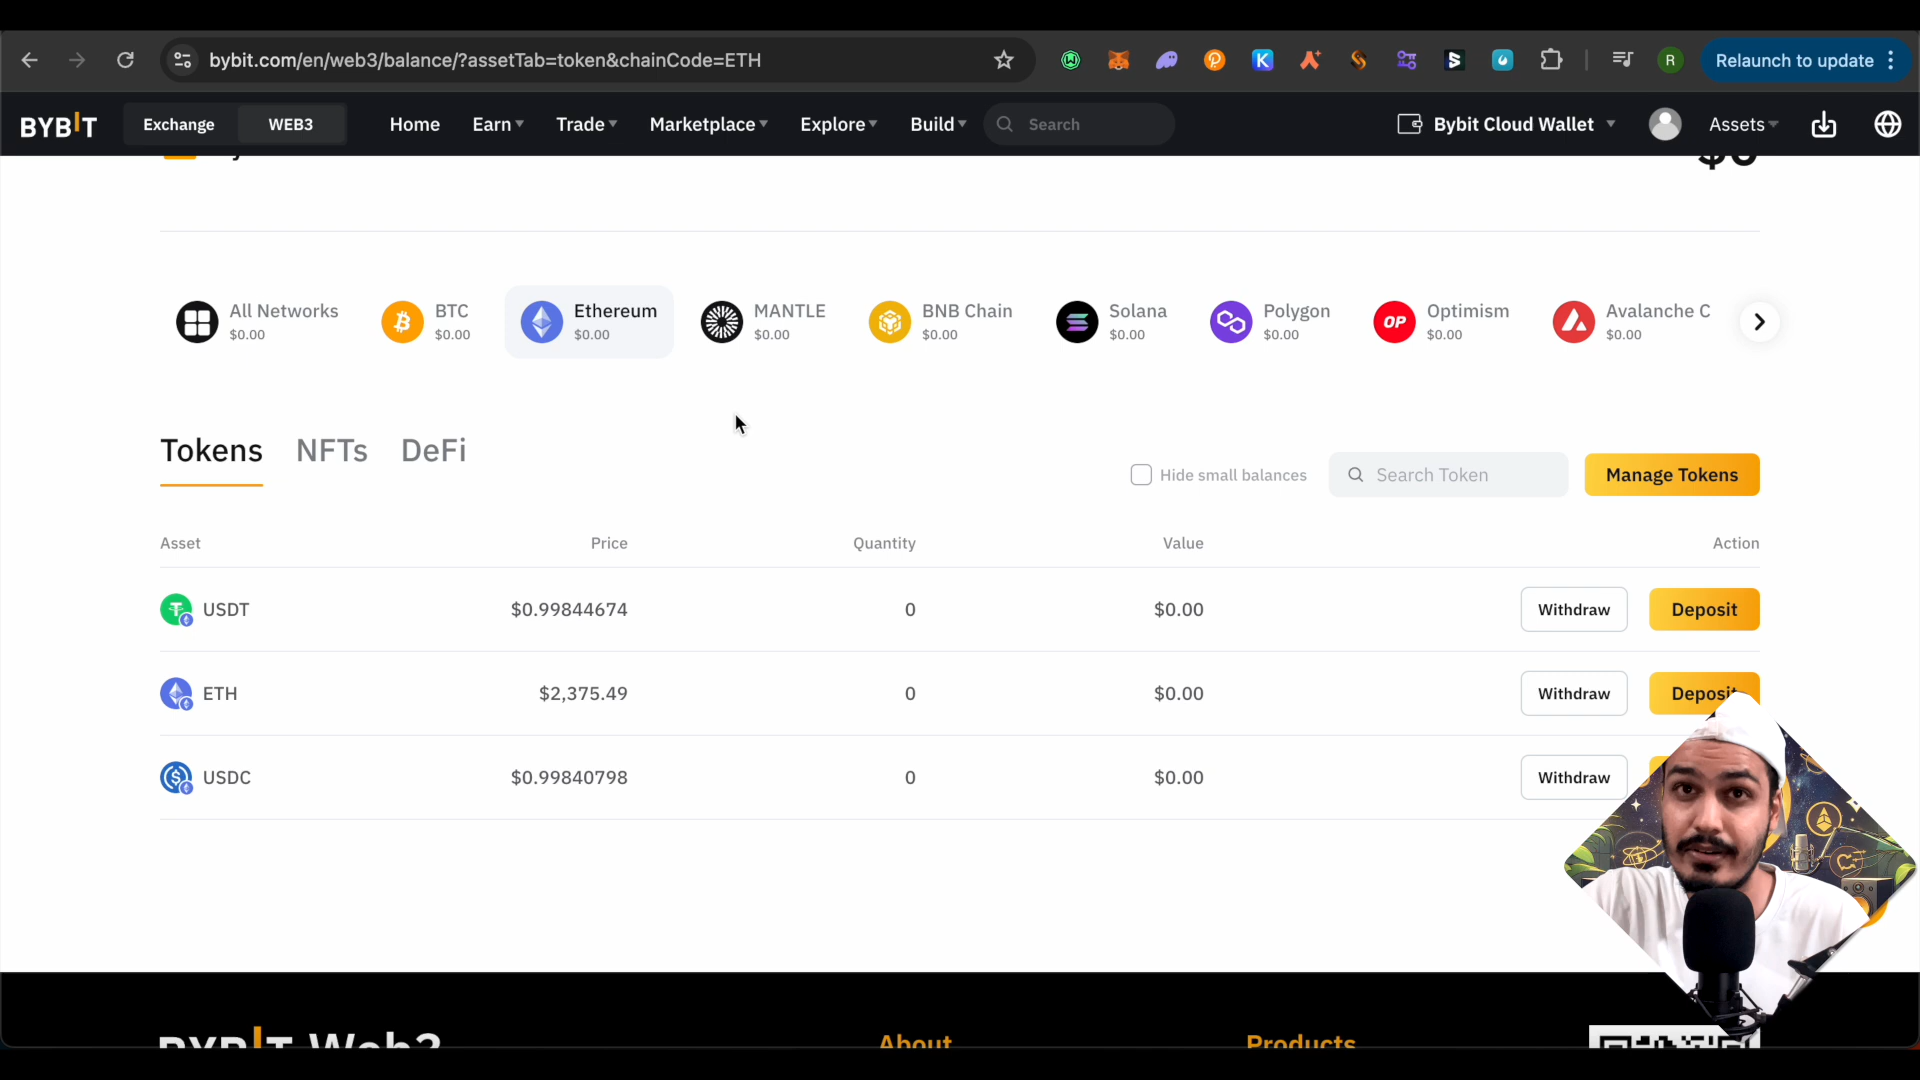 bybit.com/en/web3/balance/?assetTab=token&chainCode=ETH
R
Relaunch to update
BYBIT
Exchange
WEB3
Home
Earn
Trade
Marketplace
Explore
Build
Search
Bybit Cloud Wallet
Assets
$0
All Networks
$0.00
BTC
$0.00
Ethereum
$0.00
MANTLE
$0.00
BNB Chain
$0.00
Solana
$0.00
Polygon
$0.00
OP
Optimism
$0.00
Avalanche C
$0.00
Tokens NFTs DeFi
Hide small balances
Search Token
Manage Tokens
Asset Price Quantity Value Action
USDT $0.99844674 0 $0.00 Withdraw Deposit
ETH $2,375.49 0 $0.00 Withdraw Deposit
USDC $0.99840798 0 $0.00 Withdraw
BYBIT Web3
About
Products